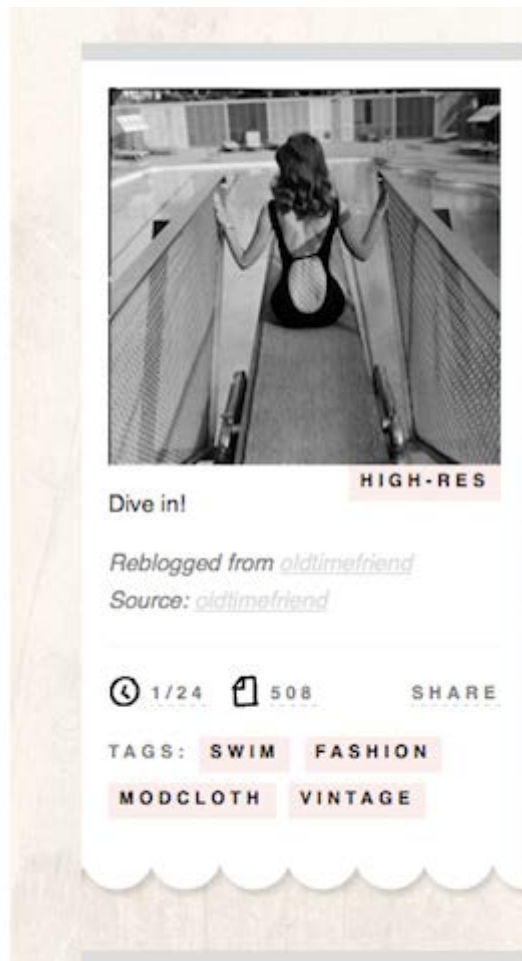 HIGH-RES
Dive in!
Reblogged from oldtimefriend
Source: oldtimefriend
1/24 508 SHARE
TAGS: SWIM FASHION
MODCLOTH VINTAGE